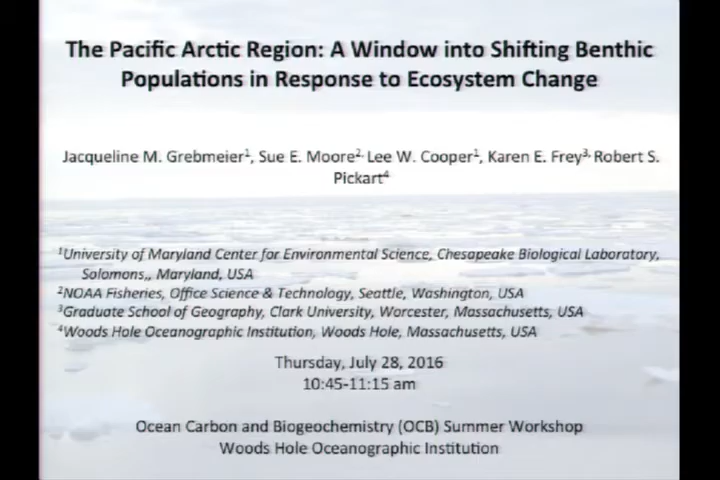 The Pacific Arctic Region: A Window into Shifting Benthic
Populations in Response to Ecosystem Change
Jacqueline M. Grebmeier¹, Sue E. Moore², Lee W. Cooper¹, Karen E. Frey³, Robert S.
Pickart⁴
¹University of Maryland Center for Environmental Science, Chesapeake Biological Laboratory,
Solomons,, Maryland, USA
²NOAA Fisheries, Office Science & Technology, Seattle, Washington, USA
³Graduate School of Geography, Clark University, Worcester, Massachusetts, USA
⁴Woods Hole Oceanographic Institution, Woods Hole, Massachusetts, USA
Thursday, July 28, 2016
10:45-11:15 am
Ocean Carbon and Biogeochemistry (OCB) Summer Workshop
Woods Hole Oceanographic Institution